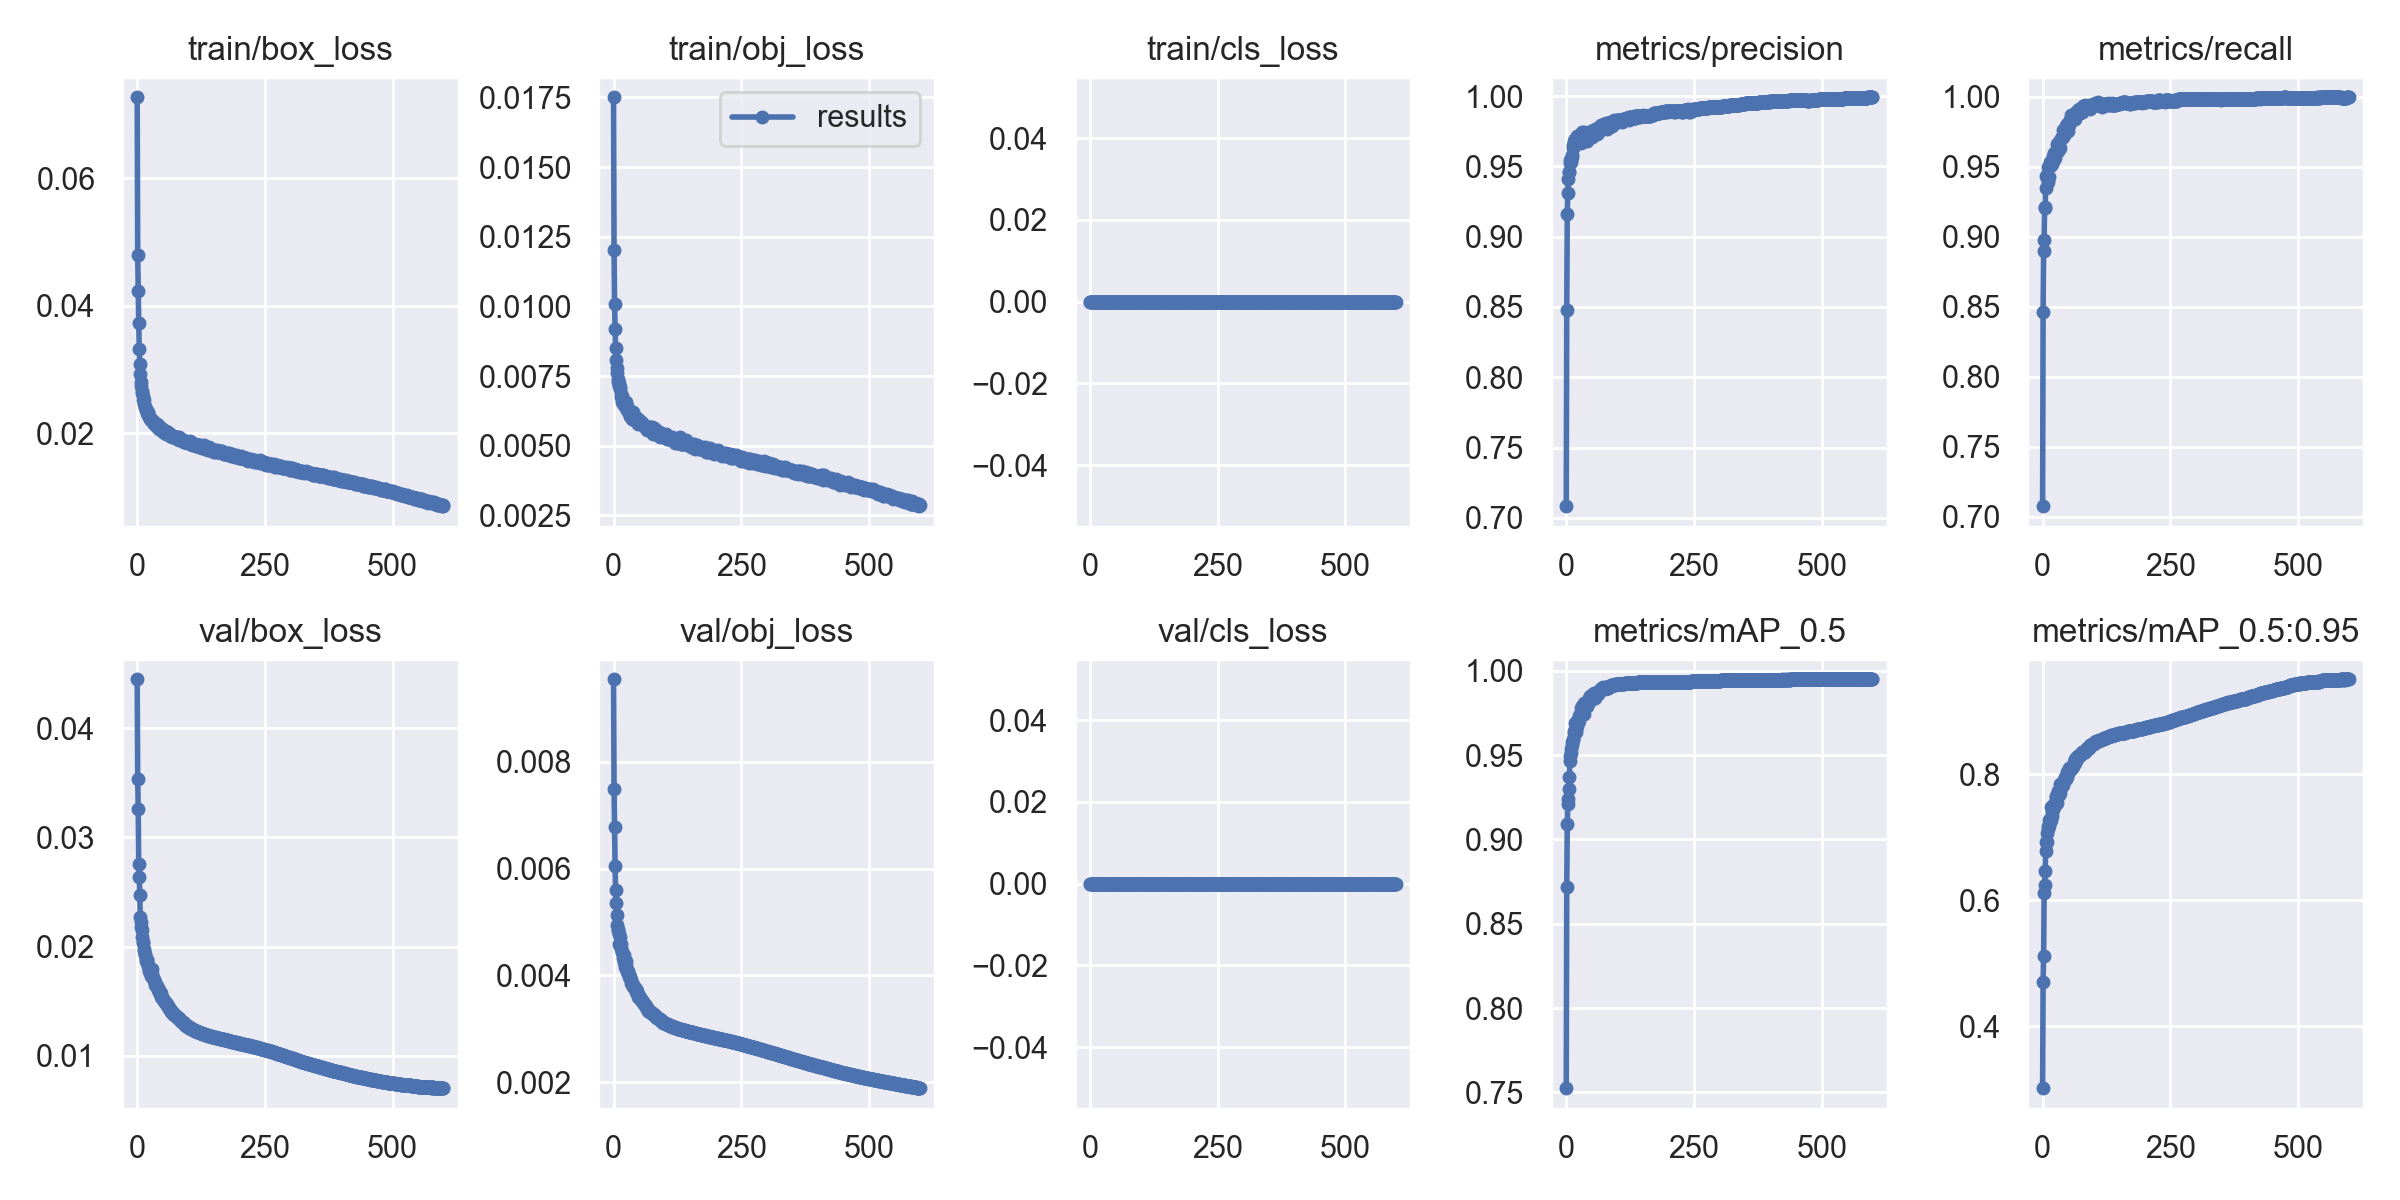 train/box_loss
0.06
0.04
0.02
0 250 500
train/obj_loss
results
0.0175
0.0150
0.0125
0.0100
0.0075
0.0050
0.0025
0 250 500
train/cls_loss
0.04
0.02
0.00
−0.02
−0.04
0 250 500
metrics/precision
1.00
0.95
0.90
0.85
0.80
0.75
0.70
0 250 500
metrics/recall
1.00
0.95
0.90
0.85
0.80
0.75
0.70
0 250 500
val/box_loss
0.04
0.03
0.02
0.01
0 250 500
val/obj_loss
0.008
0.006
0.004
0.002
0 250 500
val/cls_loss
0.04
0.02
0.00
−0.02
−0.04
0 250 500
metrics/mAP_0.5
1.00
0.95
0.90
0.85
0.80
0.75
0 250 500
metrics/mAP_0.5:0.95
0.8
0.6
0.4
0 250 500